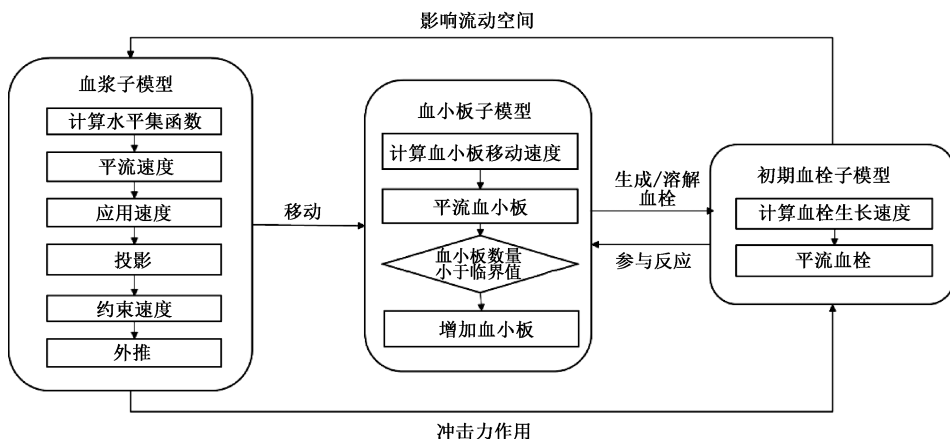 影响流动空间
血浆子模型
计算水平集函数
平流速度
应用速度
投影
约束速度
外推
移动
血小板子模型
计算血小板移动速度
平流血小板
血小板数量
小于临界值
增加血小板
生成/溶解
血栓
参与反应
初期血栓子模型
计算血栓生长速度
平流血栓
冲击力作用